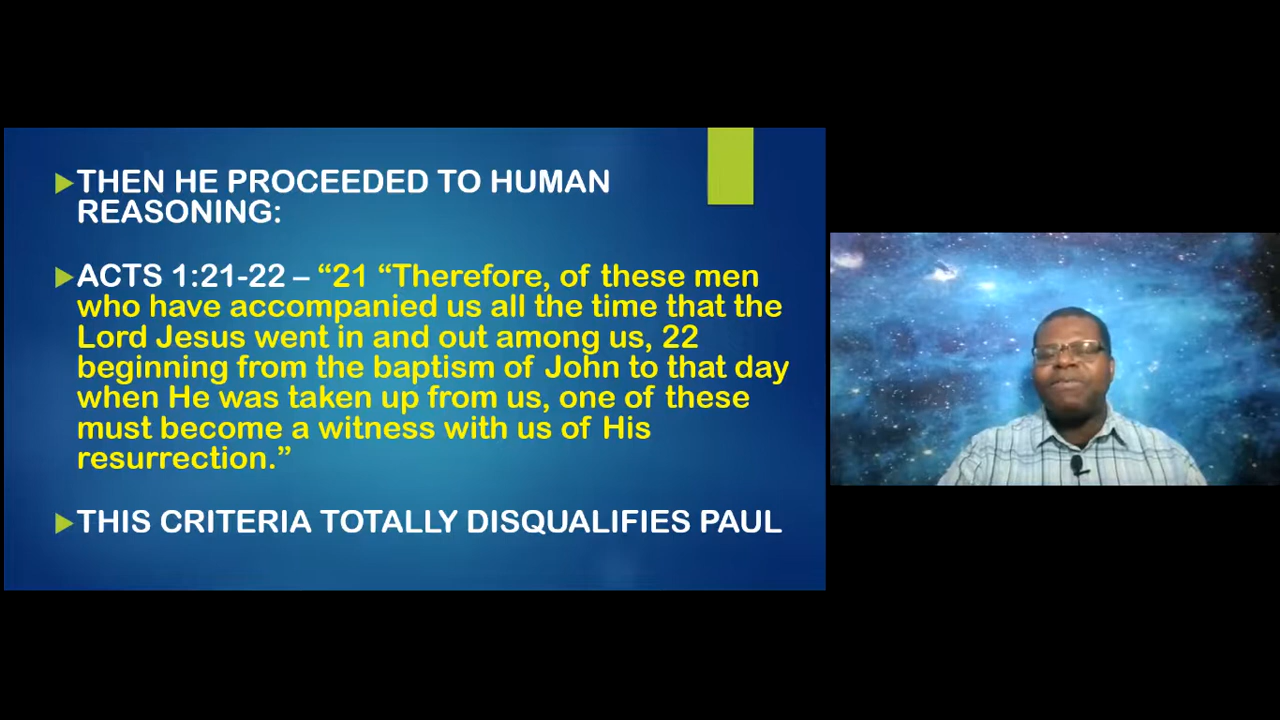 THEN HE PROCEEDED TO HUMAN
REASONING:
ACTS 1:21-22 – “21 “Therefore, of these men
who have accompanied us all the time that the
Lord Jesus went in and out among us, 22
beginning from the baptism of John to that day
when He was taken up from us, one of these
must become a witness with us of His
resurrection.”
THIS CRITERIA TOTALLY DISQUALIFIES PAUL